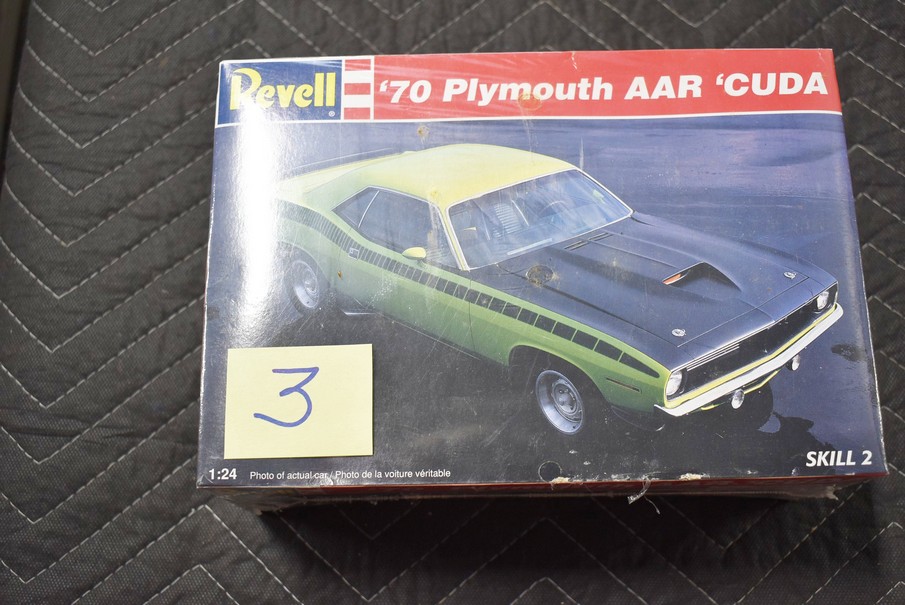 Revell
'70 Plymouth AAR 'CUDA
3
1:24 Photo of actual car / Photo de la voiture véritable
SKILL 2